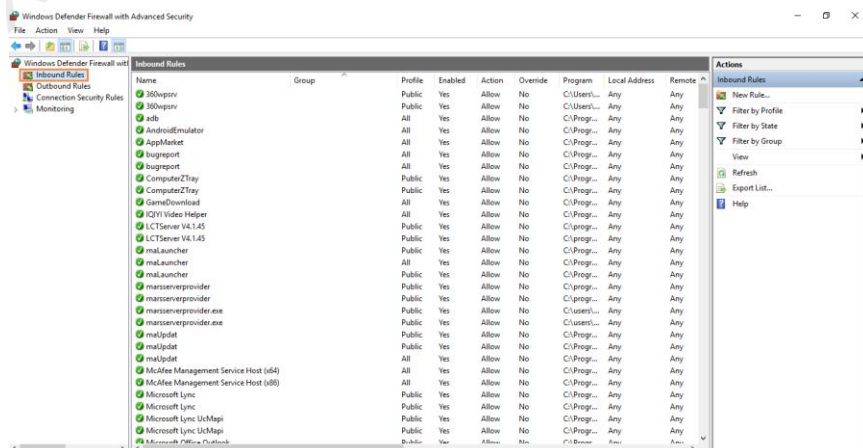 Windows Defender Firewall with Advanced Security
File Action View Help
Windows Defender Firewall with
Inbound Rules
Outbound Rules
Connection Security Rules
Monitoring
Inbound Rules
Name Group Profile Enabled Action Override Program Local Address Remote
360wpsrv Public Yes Allow No C:\Users\... Any Any
360wpsrv Public Yes Allow No C:\Users\... Any Any
adb All Yes Allow No C:\Progr... Any Any
AndroidEmulator All Yes Allow No C:\Progr... Any Any
AppMarket All Yes Allow No C:\Progr... Any Any
bugreport All Yes Allow No C:\Progr... Any Any
bugreport All Yes Allow No C:\Progr... Any Any
ComputerZTray Public Yes Allow No C:\Progr... Any Any
ComputerZTray Public Yes Allow No C:\Progr... Any Any
GameDownload All Yes Allow No C:\Progr... Any Any
IQIYI Video Helper All Yes Allow No C:\Progr... Any Any
LCTServer V4.1.45 Public Yes Allow No C:\Progr... Any Any
LCTServer V4.1.45 Public Yes Allow No C:\Progr... Any Any
maLauncher Public Yes Allow No C:\Progr... Any Any
maLauncher All Yes Allow No C:\Progr... Any Any
maLauncher Public Yes Allow No C:\Progr... Any Any
marsserverprovider Public Yes Allow No C:\progr... Any Any
marsserverprovider Public Yes Allow No C:\progr... Any Any
marsserverprovider.exe Public Yes Allow No C:\users\... Any Any
marsserverprovider.exe Public Yes Allow No C:\users\... Any Any
maUpdat Public Yes Allow No C:\Progr... Any Any
maUpdat Public Yes Allow No C:\Progr... Any Any
maUpdat All Yes Allow No C:\Progr... Any Any
McAfee Management Service Host (x64) All Yes Allow No C:\Progr... Any Any
McAfee Management Service Host (x86) All Yes Allow No C:\Progr... Any Any
Microsoft Lync Public Yes Allow No C:\Progr... Any Any
Microsoft Lync Public Yes Allow No C:\Progr... Any Any
Microsoft Lync UcMapi Public Yes Allow No C:\Progr... Any Any
Microsoft Lync UcMapi Public Yes Allow No C:\Progr... Any Any
Microsoft Office Outlook Public Yes Allow No C:\Progr... Any Any
Actions
Inbound Rules
New Rule...
Filter by Profile
Filter by State
Filter by Group
View
Refresh
Export List...
Help